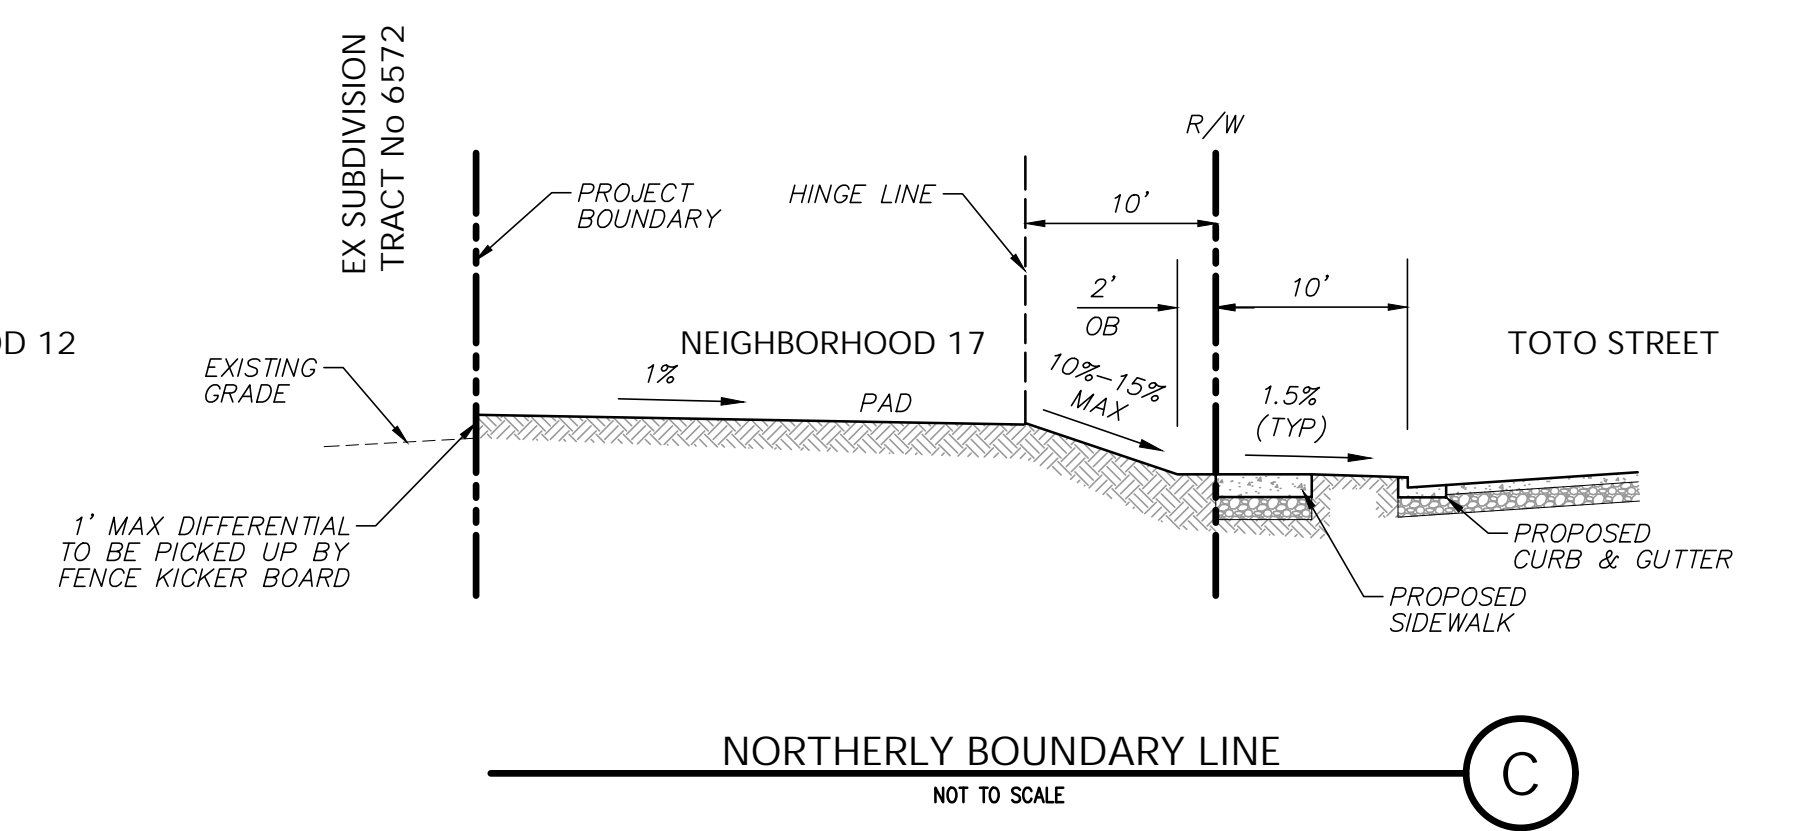 EX SUBDIVISION
TRACT No 6572
R/W
PROJECT
BOUNDARY
HINGE LINE
10'
2'
OB
10'
OD 12
NEIGHBORHOOD 17
TOTO STREET
EXISTING
GRADE
1%
PAD
10%-15%
MAX
1.5%
(TYP)
1' MAX DIFFERENTIAL
TO BE PICKED UP BY
FENCE KICKER BOARD
PROPOSED
CURB & GUTTER
PROPOSED
SIDEWALK
NORTHERLY BOUNDARY LINE
NOT TO SCALE
C